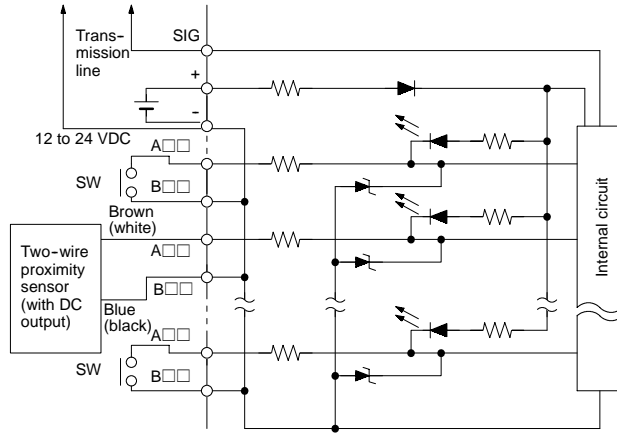 Trans-
mission
line
SIG
+
-
12 to 24 VDC
A□□
SW
B□□
Brown
(white)
A□□
Two-wire
proximity
sensor
(with DC
output)
B□□
Blue
(black)
A□□
SW
B□□
Internal circuit